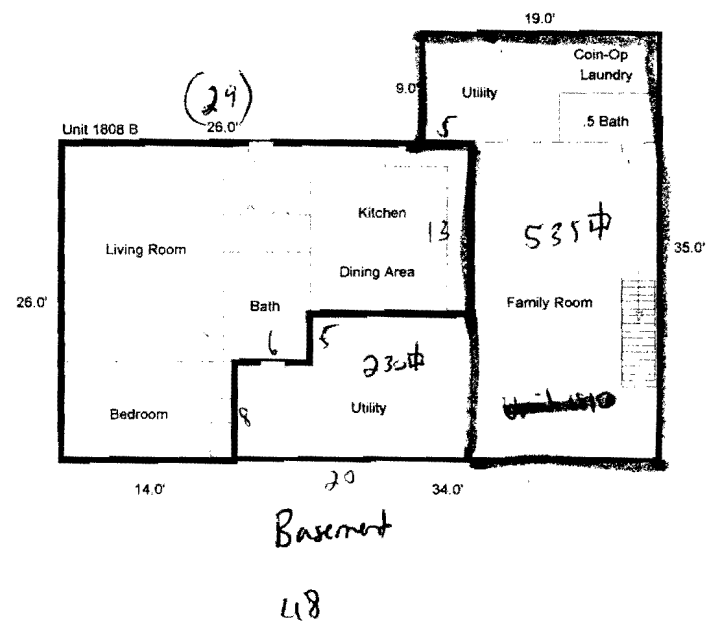 19.0'
Coin-Op
Laundry
Utility
9.0'
.5 Bath
(29)
Unit 1808 B
26.0'
5
Kitchen
13
535
Living Room
35.0'
Dining Area
26.0'
Bath
Family Room
6
5
230
Bedroom
8
Utility
14.0'
20
34.0'
Basement
48